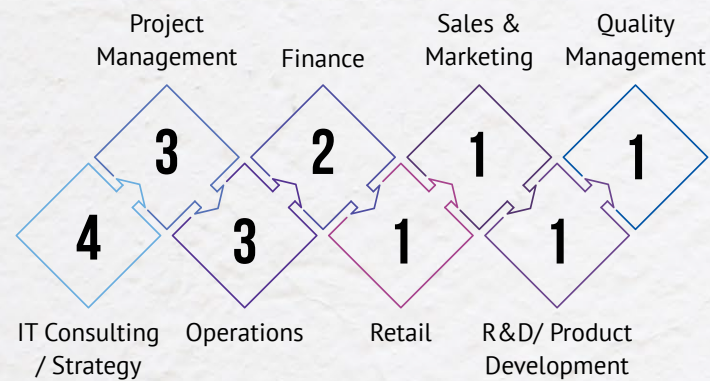 Project
Management
Finance
Sales &
Marketing
Quality
Management
3
2
1
1
4
3
1
1
IT Consulting
/ Strategy
Operations
Retail
R&D/ Product
Development